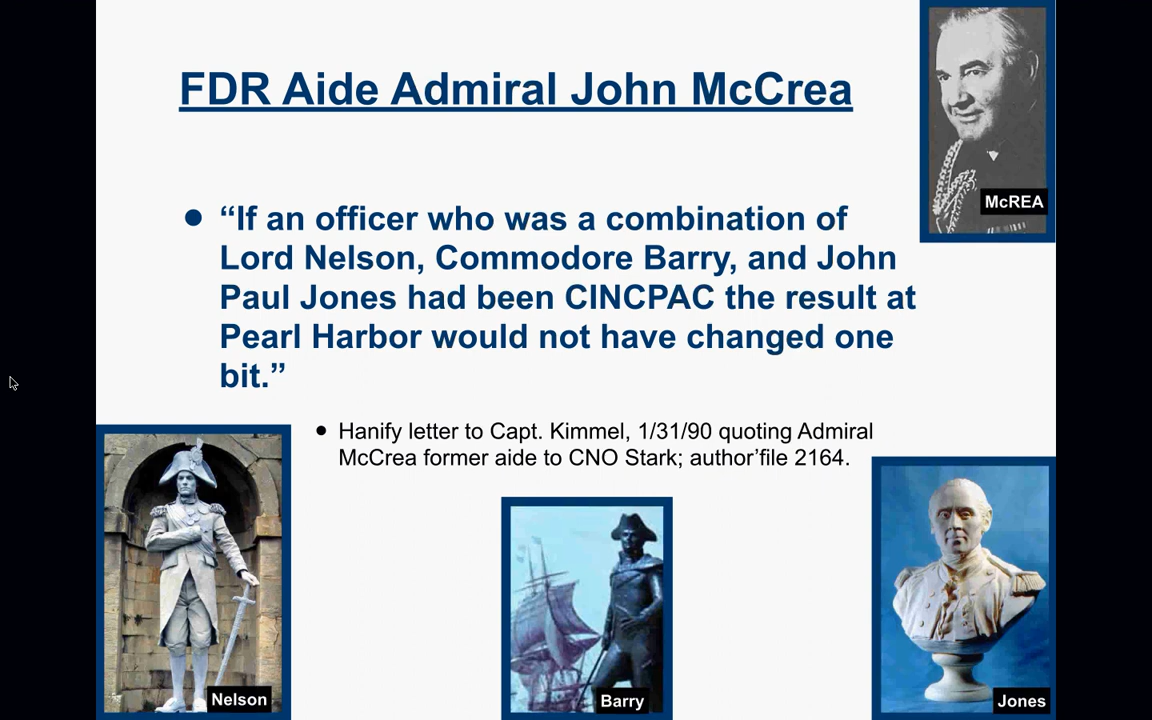 FDR Aide Admiral John McCrea
McREA
• “If an officer who was a combination of
Lord Nelson, Commodore Barry, and John
Paul Jones had been CINCPAC the result at
Pearl Harbor would not have changed one
bit.”
• Hanify letter to Capt. Kimmel, 1/31/90 quoting Admiral
McCrea former aide to CNO Stark; author’file 2164.
Nelson
Barry
Jones